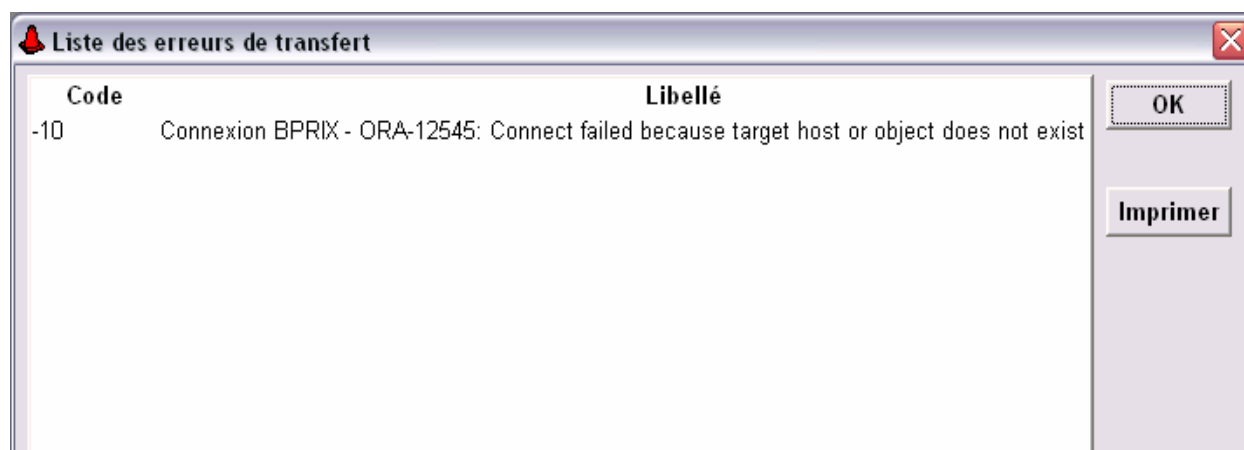 Liste des erreurs de transfert
Code Libellé
OK
-10 Connexion BPRIX - ORA-12545: Connect failed because target host or object does not exist
Imprimer